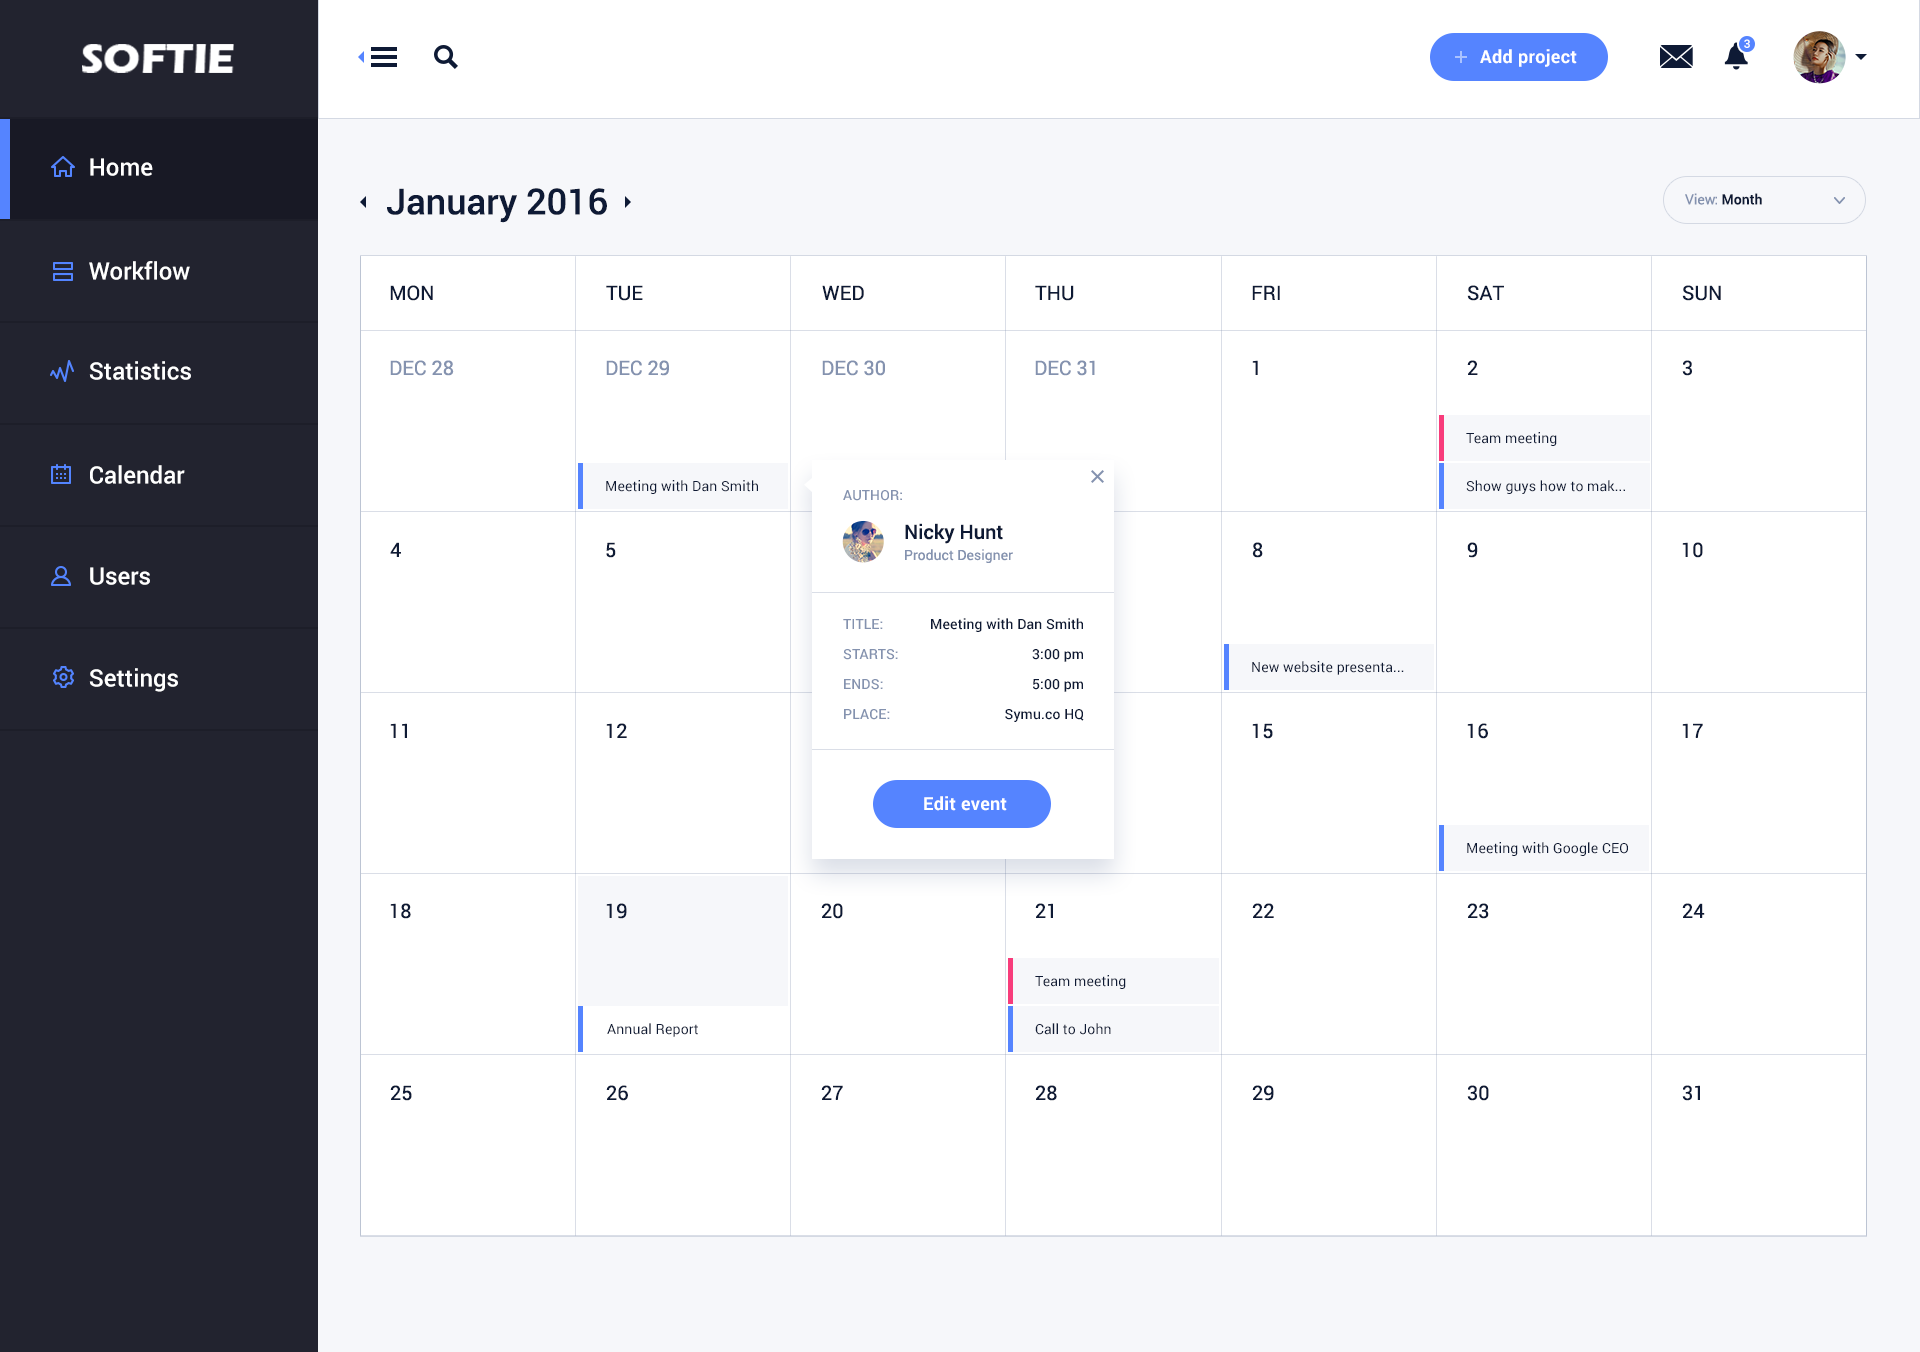 SOFTIE
Add project
3
Home
Workflow
Statistics
Calendar
Users
Settings
January 2016
View: Month
MON TUE WED THU FRI SAT SUN
DEC 28 DEC 29 DEC 30 DEC 31 1 2 3
Team meeting
Meeting with Dan Smith
Show guys how to mak...
AUTHOR:
Nicky Hunt
Product Designer
TITLE: Meeting with Dan Smith
STARTS: 3:00 pm
ENDS: 5:00 pm
PLACE: Symu.co HQ
Edit event
4 5 8 9 10
New website presenta...
11 12 15 16 17
Meeting with Google CEO
18 19 20 21 22 23 24
Team meeting
Annual Report
Call to John
25 26 27 28 29 30 31